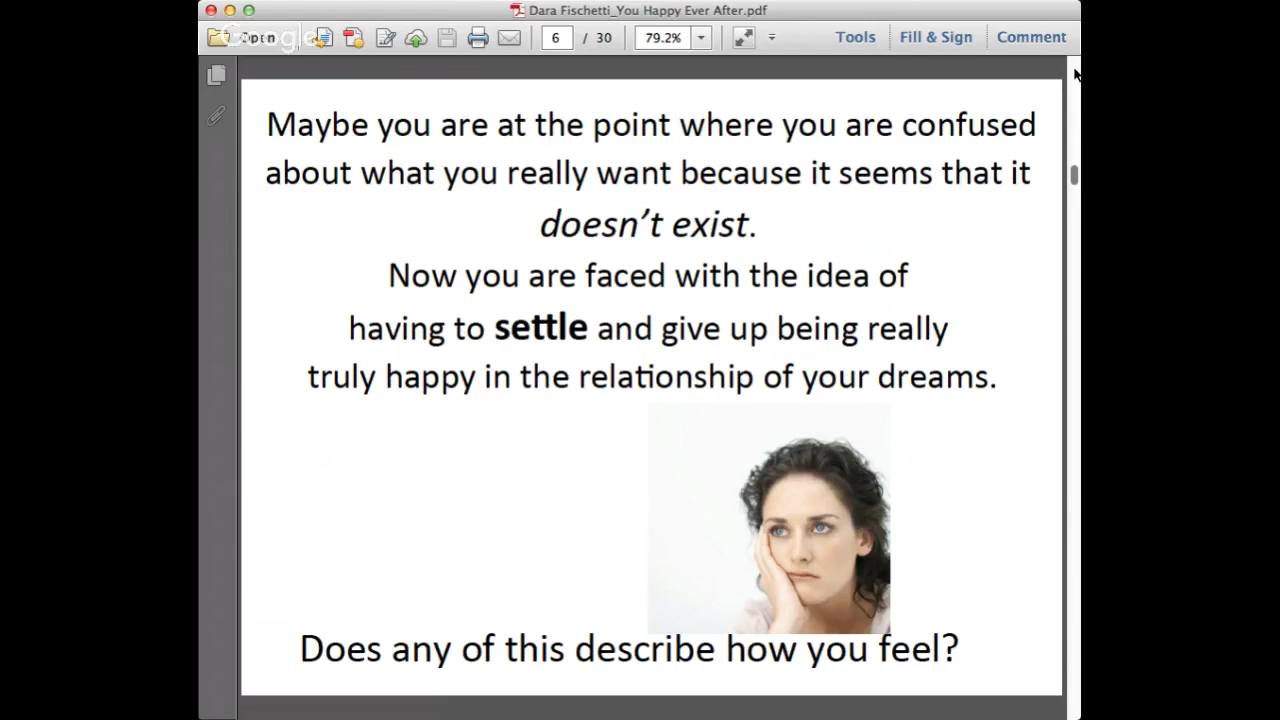 Dara Fischetti_You Happy Ever After.pdf
Google
Open
6 / 30
79.2%
Tools
Fill & Sign
Comment
Maybe you are at the point where you are confused
about what you really want because it seems that it
doesn't exist.
Now you are faced with the idea of
having to settle and give up being really
truly happy in the relationship of your dreams.
Does any of this describe how you feel?